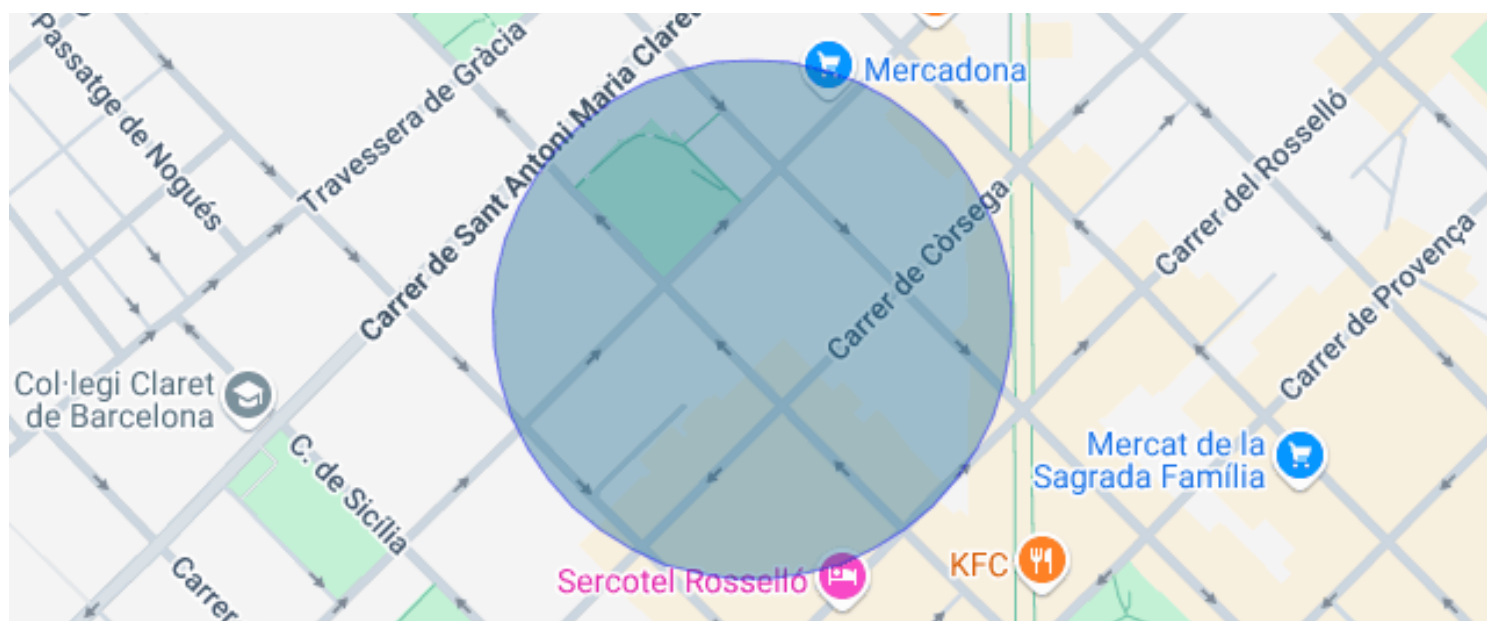 Passatge de Nogués
Travessera de Gràcia
Carrer de Sant Antoni Maria Claret
Mercadona
Carrer del Rosselló
Carrer de Còrsega
Carrer de Provença
Col·legi Claret
de Barcelona
C. de Sicília
Mercat de la
Sagrada Família
Carrer
Sercotel Rosselló
KFC